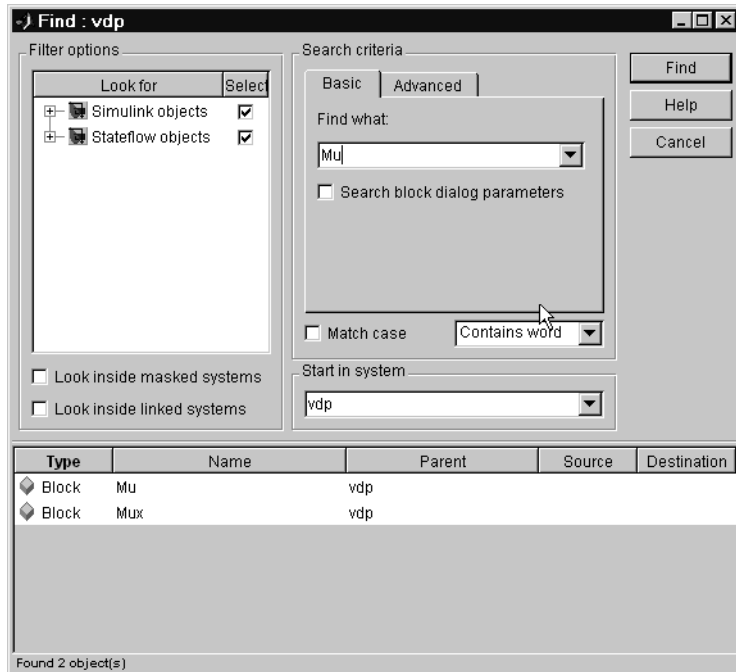 Find : vdp
Filter options
Look for Select
Simulink objects
Stateflow objects
Look inside masked systems
Look inside linked systems
Search criteria
Basic Advanced
Find what:
Mu
Search block dialog parameters
Match case Contains word
Start in system
vdp
Find
Help
Cancel
Type Name Parent Source Destination
Block Mu vdp
Block Mux vdp
Found 2 object(s)